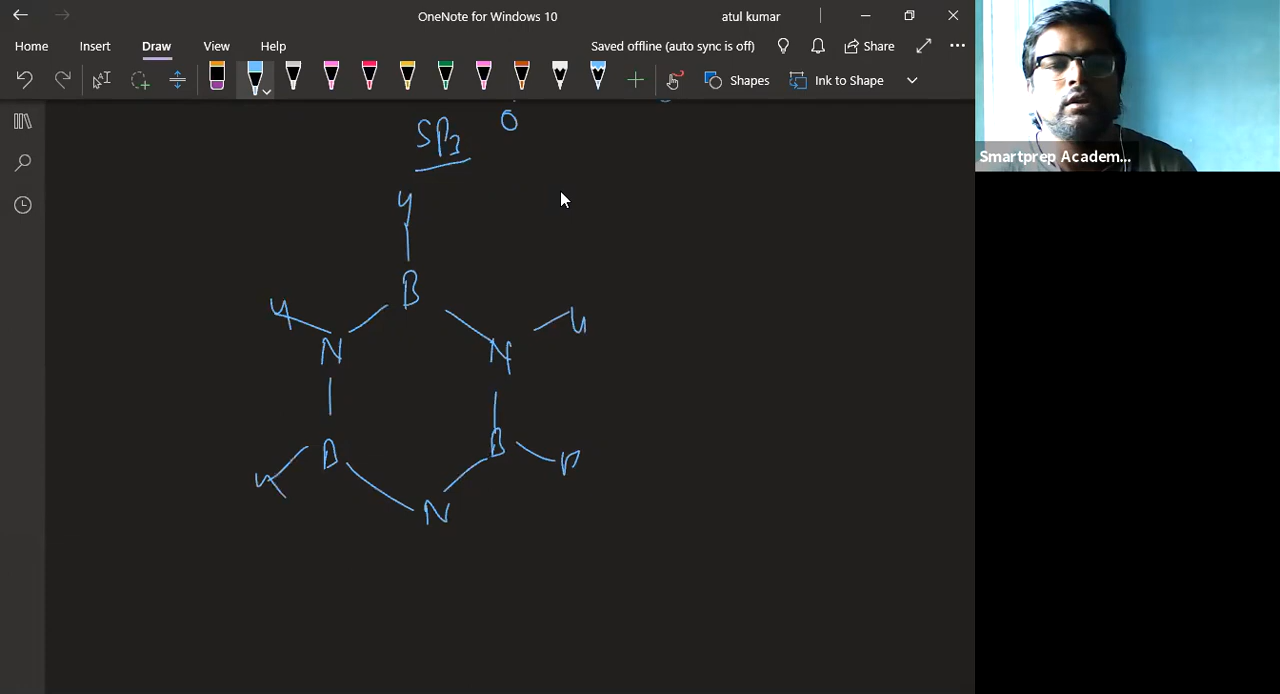 OneNote for Windows 10
atul kumar
Home Insert Draw View Help
Saved offline (auto sync is off)
Share
Shapes
Ink to Shape
Smartprep Academ...
SP3
O
B
N N
B B
N